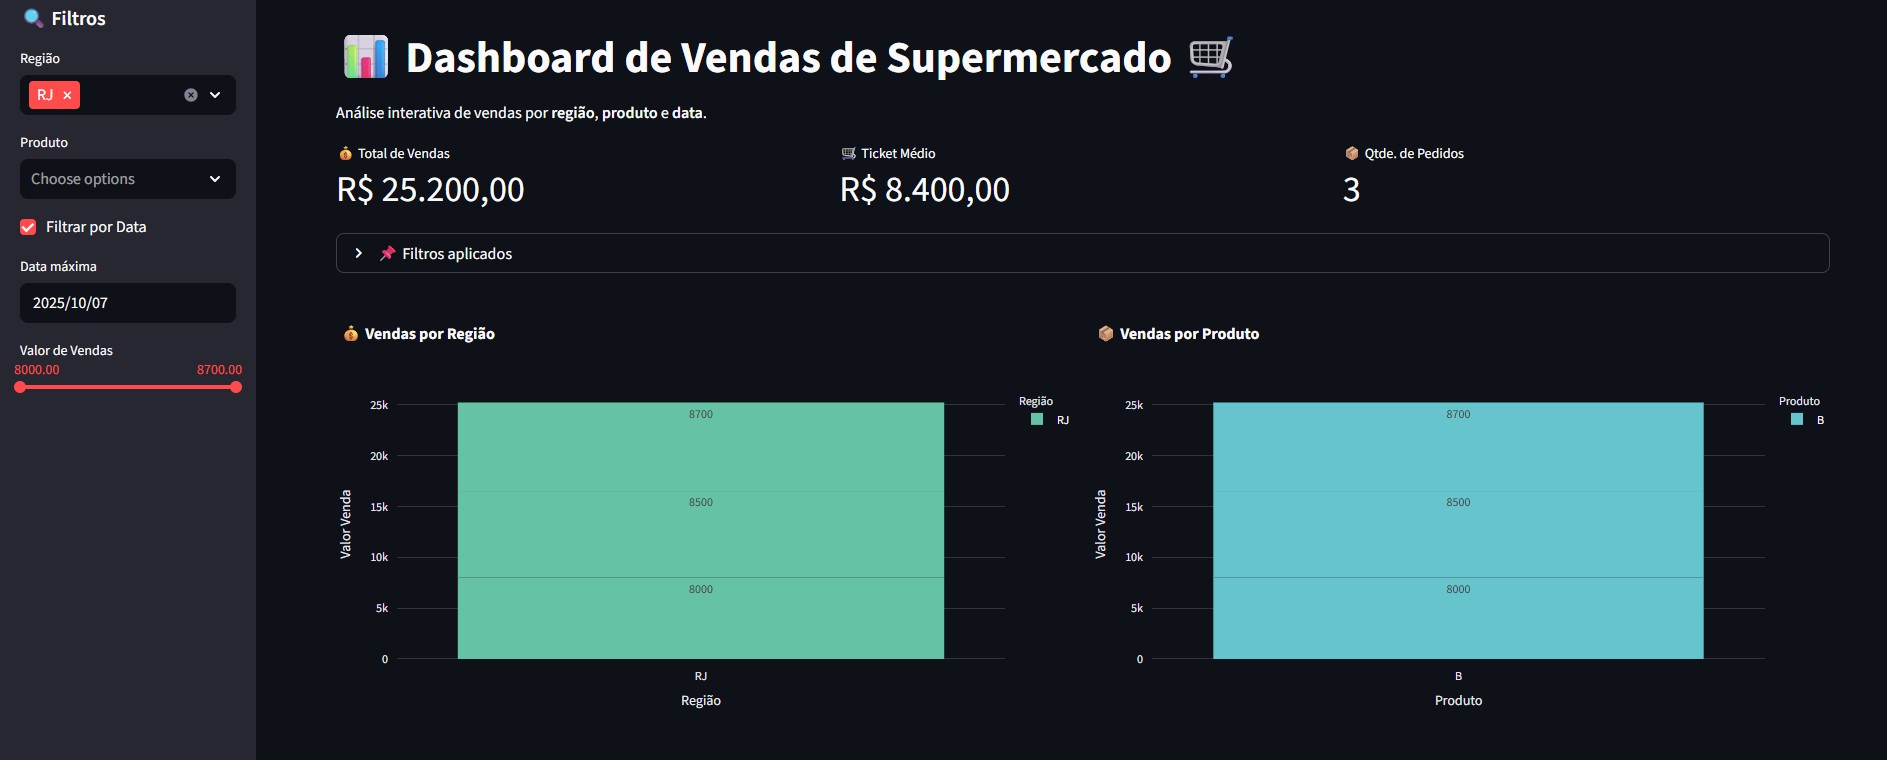 Filtros
Região
RJ
Produto
Choose options
Filtrar por Data
Data máxima
2025/10/07
Valor de Vendas
8000.00 8700.00
Dashboard de Vendas de Supermercado
Análise interativa de vendas por região, produto e data.
Total de Vendas
R$ 25.200,00
Ticket Médio
R$ 8.400,00
Qtde. de Pedidos
3
Filtros aplicados
Vendas por Região
25k
20k
15k
10k
5k
0
Valor Venda
8700
8500
8000
RJ
Região
Região
RJ
Vendas por Produto
25k
20k
15k
10k
5k
0
Valor Venda
8700
8500
8000
B
Produto
Produto
B